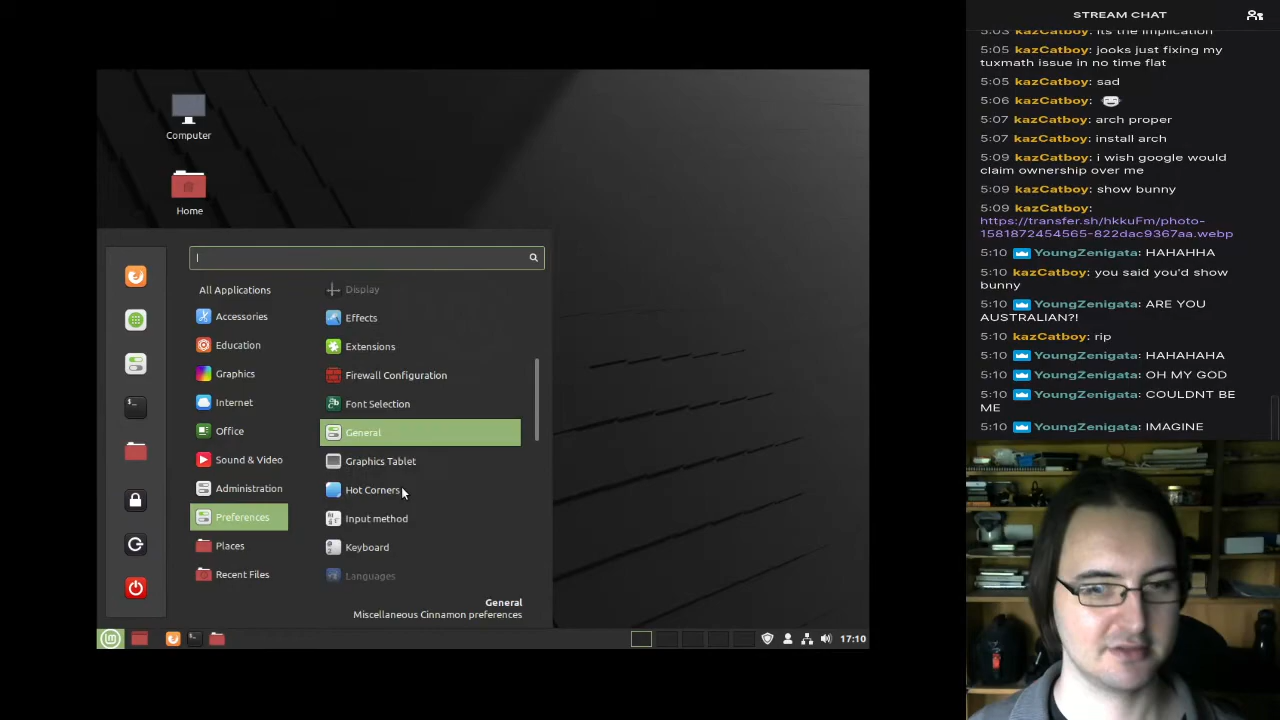 STREAM CHAT
5:03 kazCatboy: its the implication
5:05 kazCatboy: jooks just fixing my
tuxmath issue in no time flat
5:05 kazCatboy: sad
5:06 kazCatboy:
5:07 kazCatboy: arch proper
5:07 kazCatboy: install arch
5:09 kazCatboy: i wish google would
claim ownership over me
5:09 kazCatboy: show bunny
5:09 kazCatboy:
https://transfer.sh/hkkuFm/photo-
1581872454565-822dac9367aa.webp
5:10 YoungZenigata: HAHAHHA
5:10 kazCatboy: you said you'd show
bunny
5:10 YoungZenigata: ARE YOU
AUSTRALIAN?!
5:10 kazCatboy: rip
5:10 YoungZenigata: HAHAHAHA
5:10 YoungZenigata: OH MY GOD
5:10 YoungZenigata: COULDNT BE
ME
5:10 YoungZenigata: IMAGINE
Computer
Home
All Applications
Accessories
Education
Graphics
Internet
Office
Sound & Video
Administration
Preferences
Places
Recent Files
Display
Effects
Extensions
Firewall Configuration
Font Selection
General
Graphics Tablet
Hot Corners
Input method
Keyboard
Languages
General
Miscellaneous Cinnamon preferences
17:10